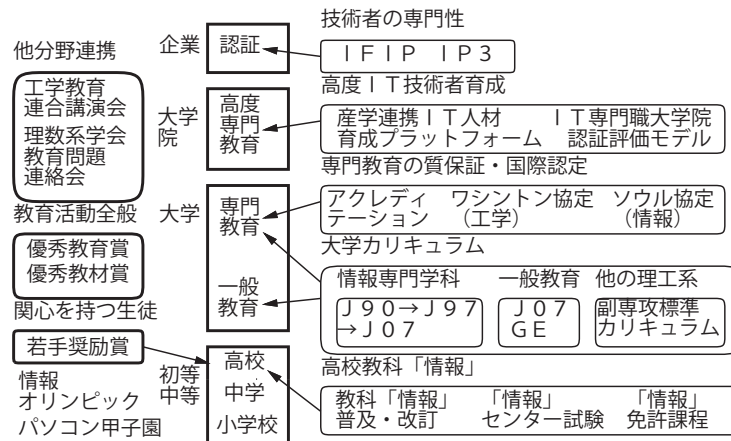 他分野連携
工学教育
連合講演会
理数系学会
教育問題
連絡会
教育活動全般
優秀教育賞
優秀教材賞
関心を持つ生徒
若手奨励賞
情報
オリンピック
パソコン甲子園
企業
認証
大学
院
高度
専門
教育
大学
専門
教育
一般
教育
初等
中等
高校
中学
小学校
技術者の専門性
ＩＦＩＰ ＩＰ３
高度ＩＴ技術者育成
産学連携ＩＴ人材
育成プラットフォーム
ＩＴ専門職大学院
認証評価モデル
専門教育の質保証・国際認定
アクレディ
テーション
ワシントン協定
（工学）
ソウル協定
（情報）
大学カリキュラム
情報専門学科
Ｊ９０→Ｊ９７
→Ｊ０７
一般教育
Ｊ０７
ＧＥ
他の理工系
副専攻標準
カリキュラム
高校教科「情報」
教科「情報」
普及・改訂
「情報」
センター試験
「情報」
免許課程